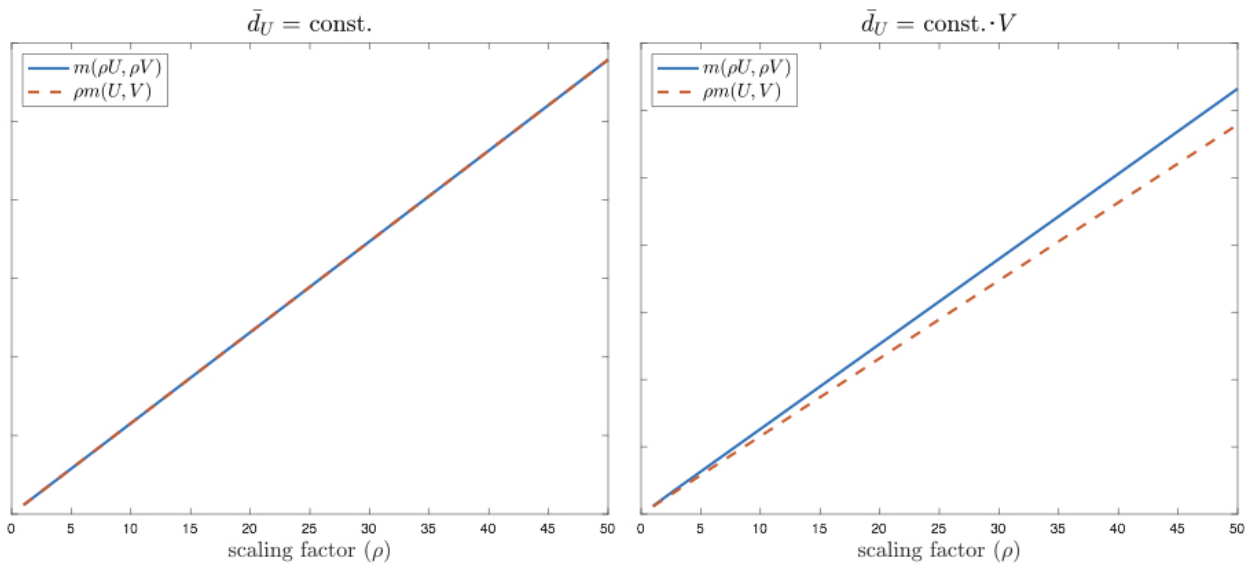 d̄_U = const.
m(ρU, ρV)
ρm(U, V)
0 5 10 15 20 25 30 35 40 45 50
scaling factor (ρ)
d̄_U = const.·V
m(ρU, ρV)
ρm(U, V)
0 5 10 15 20 25 30 35 40 45 50
scaling factor (ρ)